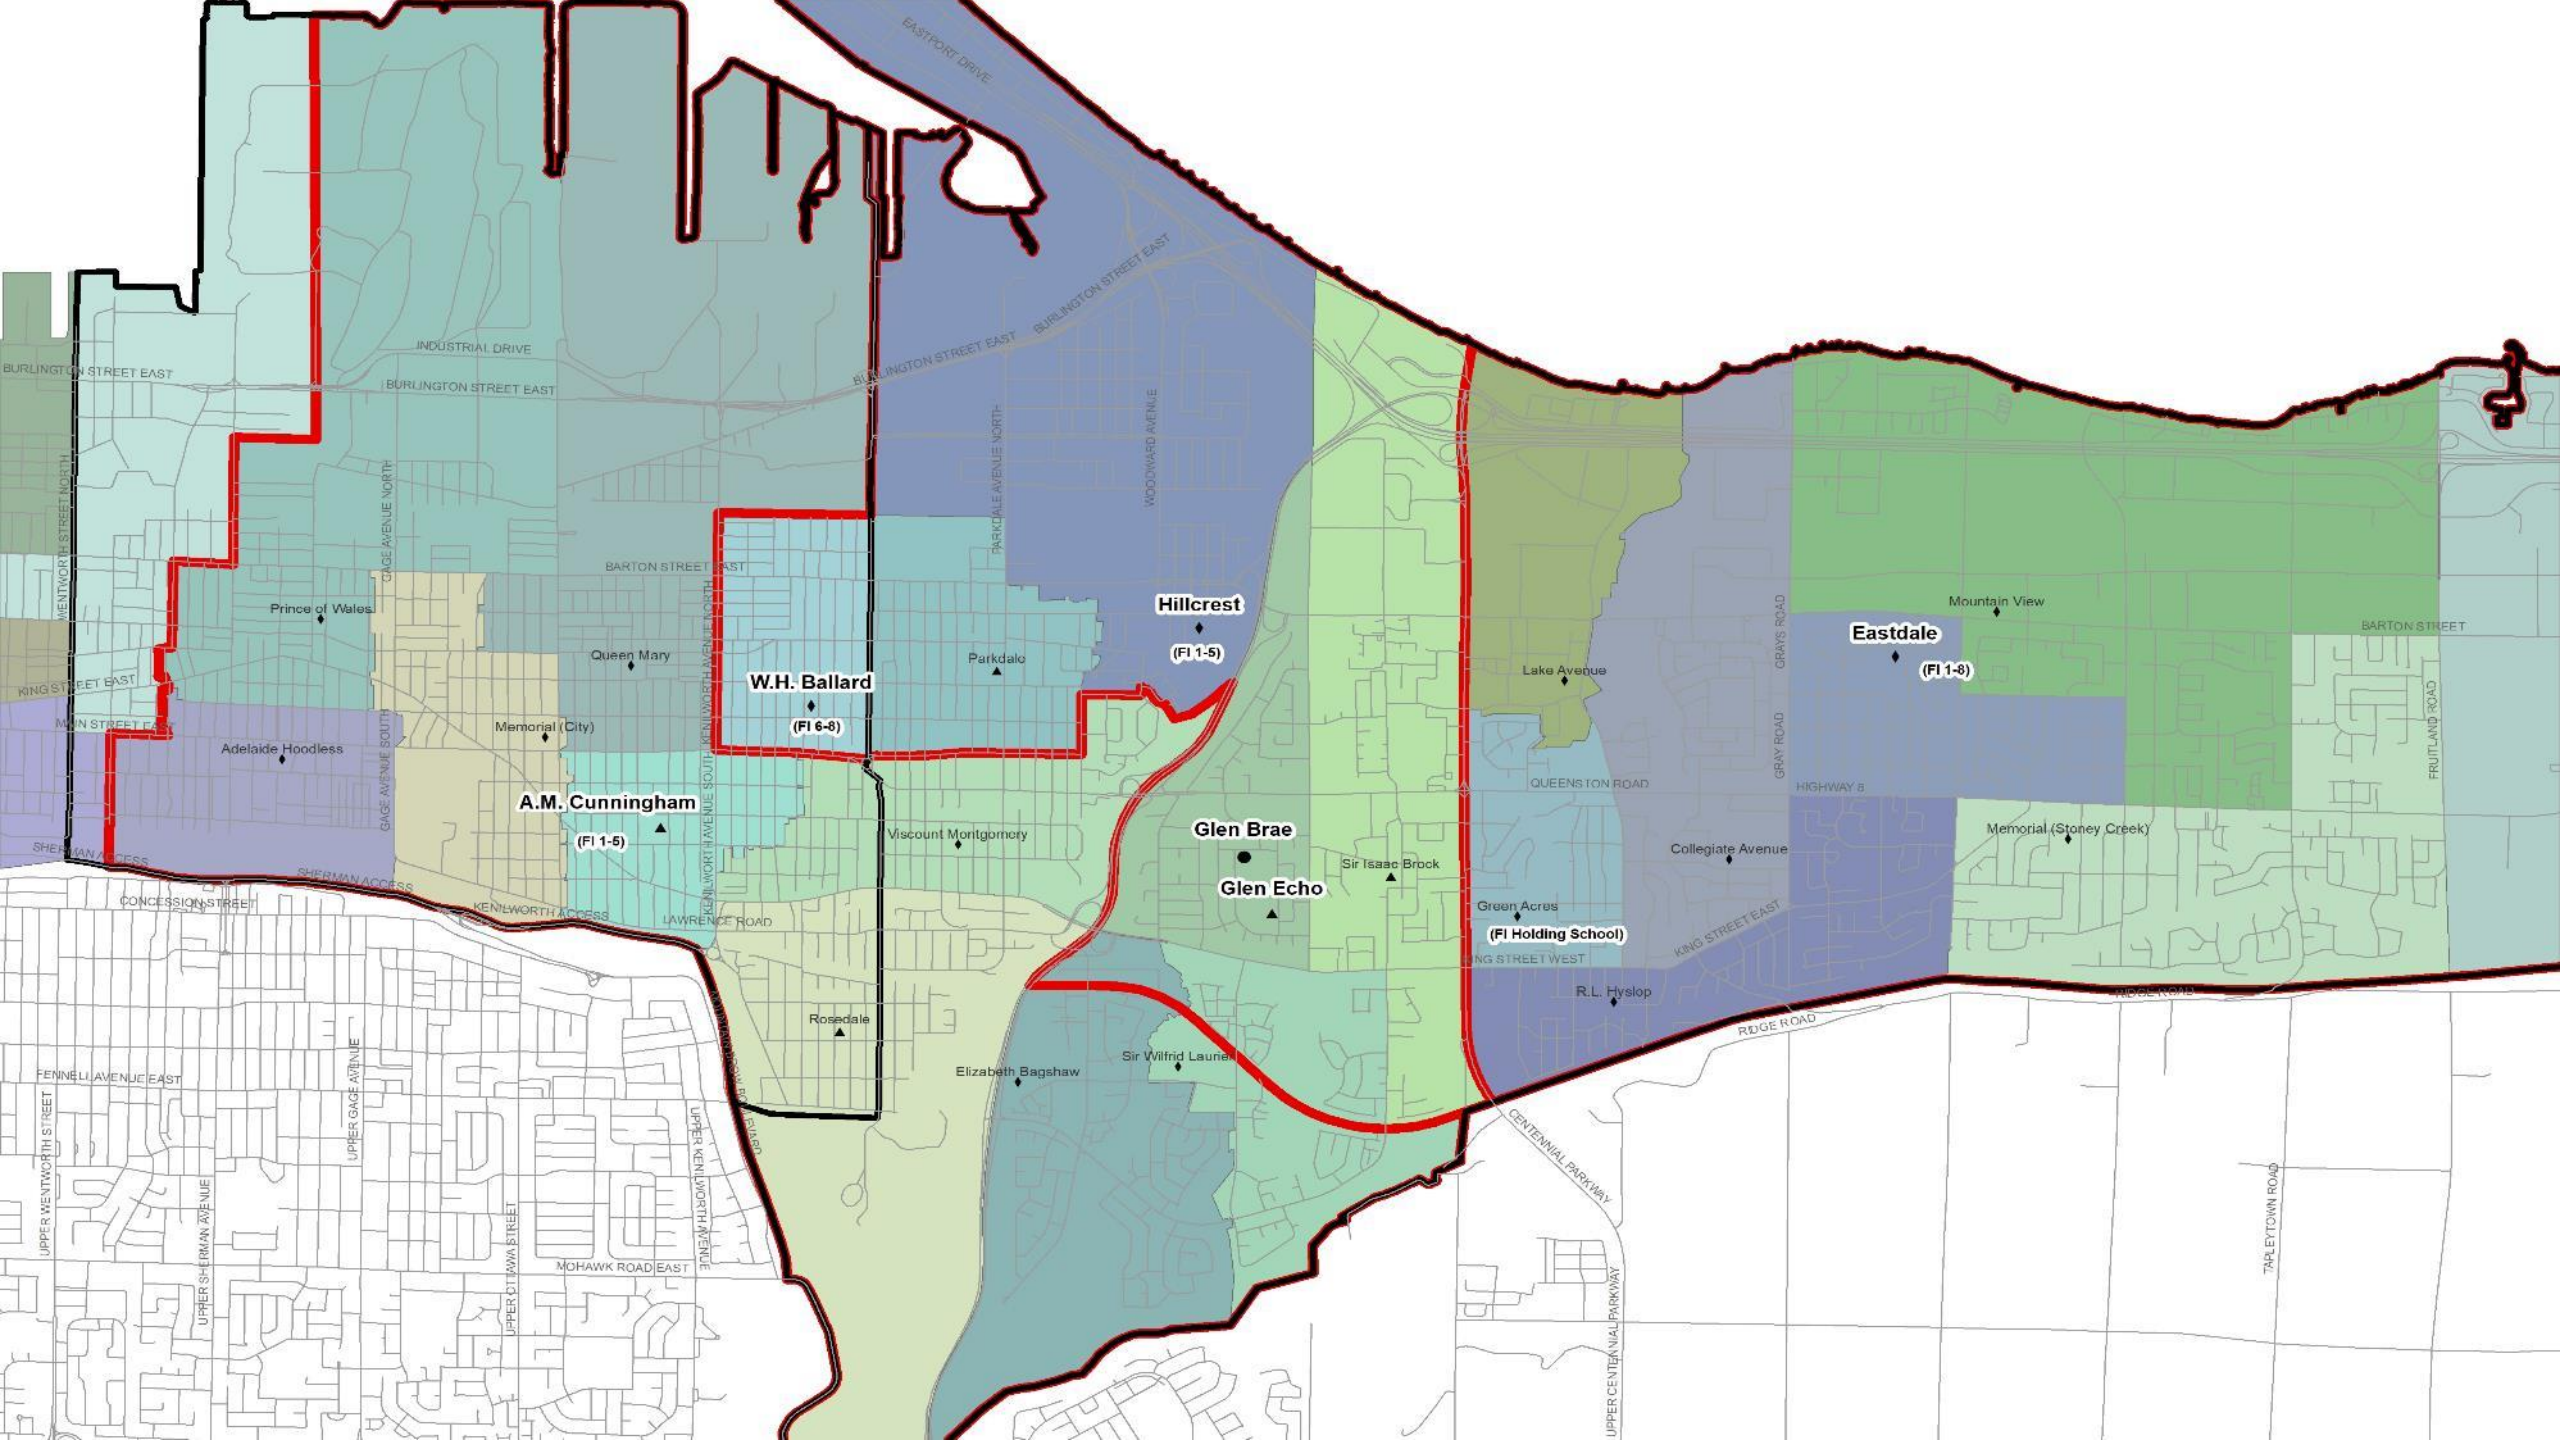 EASTPORT DRIVE
BURLINGTON STREET EAST
INDUSTRIAL DRIVE
BURLINGTON STREET EAST
BURLINGTON STREET EAST
BURLINGTON STREET EAST
WENTWORTH STREET NORTH
GAGE AVENUE NORTH
PARKDALE AVENUE NORTH
WOODWARD AVENUE
BARTON STREET EAST
Prince of Wales
Queen Mary
KENILWORTH AVENUE NORTH
W.H. Ballard
(FI 6-8)
Parkdale
Hillcrest
(FI 1-5)
Lake Avenue
GRAYS ROAD
Mountain View
Eastdale
(FI 1-8)
BARTON STREET
KING STREET EAST
MAIN STREET EAST
Adelaide Hoodless
GAGE AVENUE SOUTH
Memorial (City)
A.M. Cunningham
(FI 1-5)
KENILWORTH AVENUE SOUTH
Viscount Montgomery
Glen Brae
Glen Echo
Sir Isaac Brock
QUEENSTON ROAD
GRAY ROAD
HIGHWAY 8
FRUITLAND ROAD
Collegiate Avenue
Memorial (Stoney Creek)
Green Acres
(FI Holding School)
KING STREET WEST
KING STREET EAST
R.L. Hyslop
RIDGE ROAD
RIDGE ROAD
SHERMAN ACCESS
SHERMAN ACCESS
CONCESSION STREET
KENILWORTH ACCESS
LAWRENCE ROAD
Rosedale
Elizabeth Bagshaw
Sir Wilfrid Laurier
FENNELL AVENUE EAST
UPPER WENTWORTH STREET
UPPER GAGE AVENUE
UPPER SHERMAN AVENUE
UPPER OTTAWA STREET
UPPER KENILWORTH AVENUE
MOHAWK ROAD EAST
CENTENNIAL PARKWAY
UPPER CENTENNIAL PARKWAY
TAPLEYTOWN ROAD